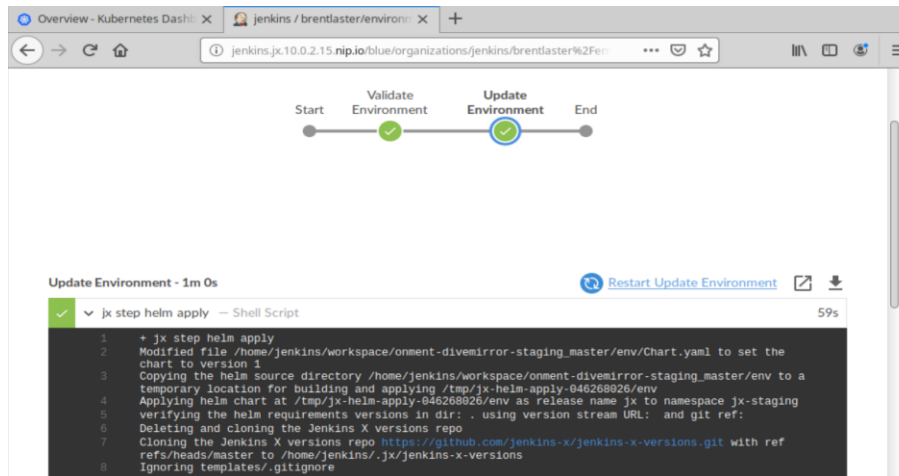 Overview - Kubernetes Dashb
jenkins / brentlaster/environm
jenkins.jx.10.0.2.15.nip.io/blue/organizations/jenkins/brentlaster%2Fen
Start
Validate Environment
Update Environment
End
Update Environment - 1m 0s
Restart Update Environment
jx step helm apply — Shell Script
59s
1 + jx step helm apply
2 Modified file /home/jenkins/workspace/onment-divemirror-staging_master/env/Chart.yaml to set the
chart to version 1
3 Copying the helm source directory /home/jenkins/workspace/onment-divemirror-staging_master/env to a
temporary location for building and applying /tmp/jx-helm-apply-046268026/env
4 Applying helm chart at /tmp/jx-helm-apply-046268026/env as release name jx to namespace jx-staging
5 verifying the helm requirements versions in dir: . using version stream URL:  and git ref:
6 Deleting and cloning the Jenkins X versions repo
7 Cloning the Jenkins X versions repo https://github.com/jenkins-x/jenkins-x-versions.git with ref
refs/heads/master to /home/jenkins/.jx/jenkins-x-versions
8 Ignoring templates/.gitignore